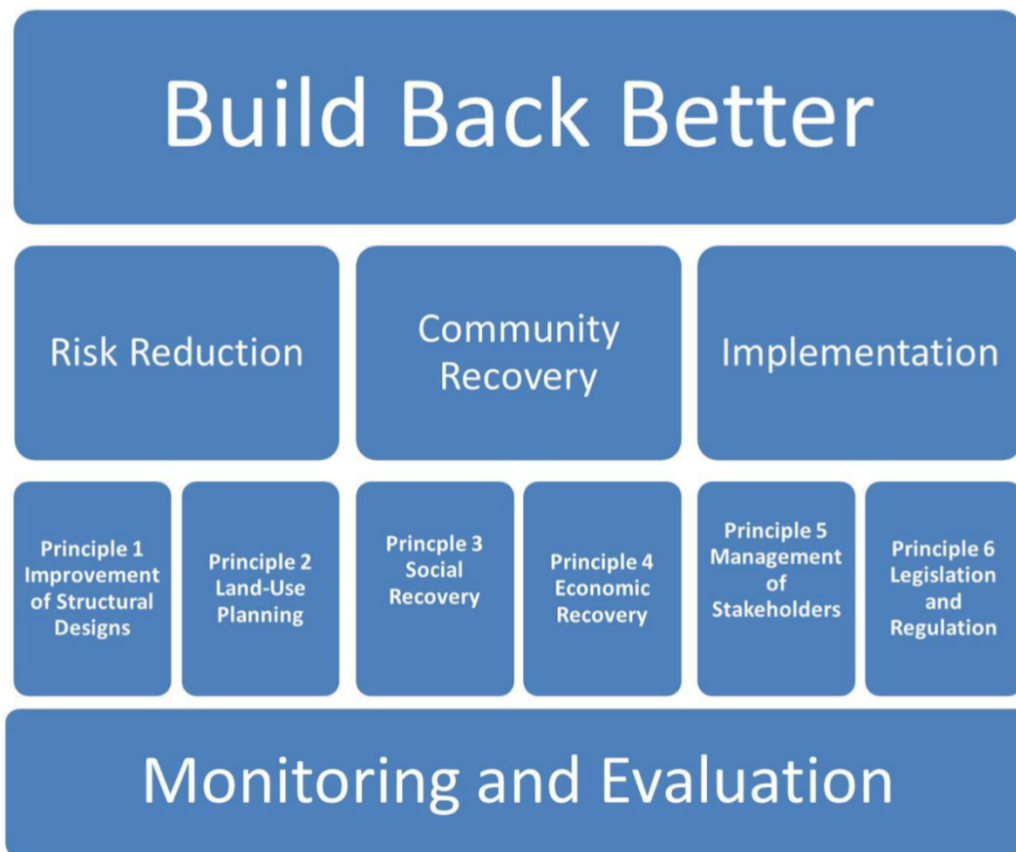 Build Back Better
Risk Reduction
Community
Recovery
Implementation
Principle 1
Improvement
of Structural
Designs
Principle 2
Land-Use
Planning
Princple 3
Social
Recovery
Principle 4
Economic
Recovery
Principle 5
Management
of
Stakeholders
Principle 6
Legislation
and
Regulation
Monitoring and Evaluation